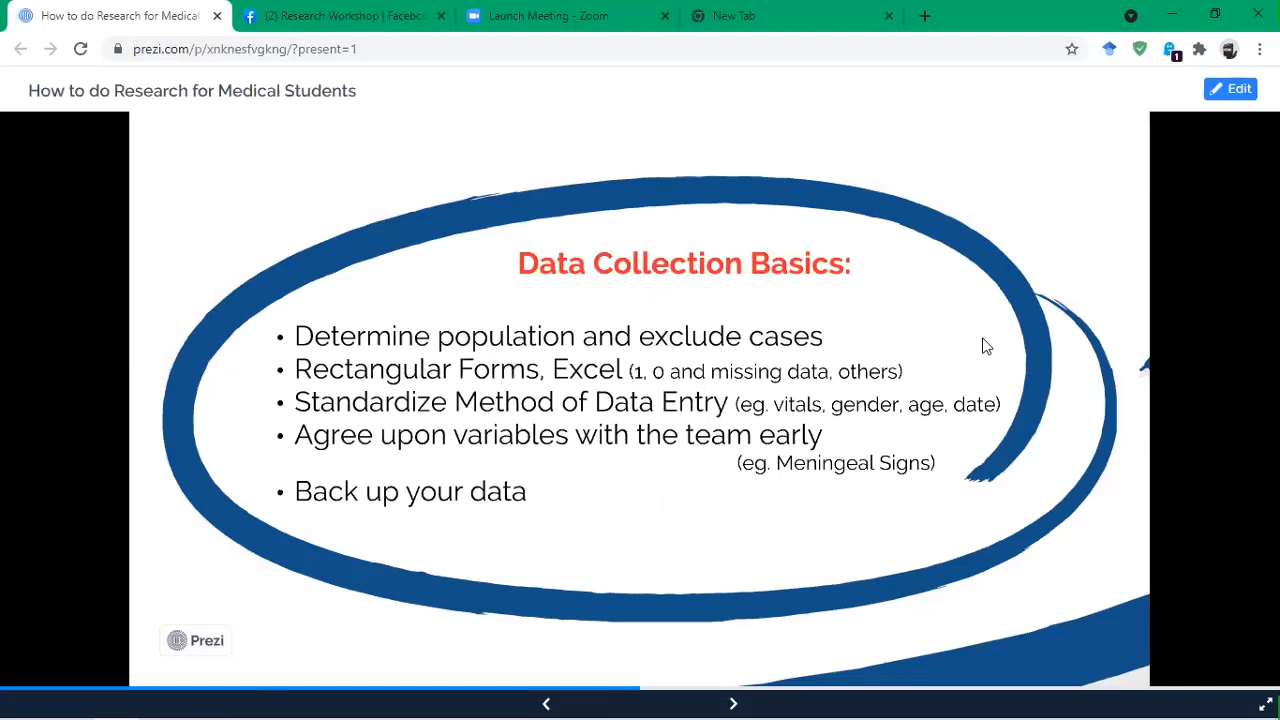 How to do Research for Medical
(2) Research Workshop | Facebo
Launch Meeting - Zoom
New Tab
prezi.com/p/xnknesfvgkng/?present=1
1
How to do Research for Medical Students
Edit
Data Collection Basics:
• Determine population and exclude cases
• Rectangular Forms, Excel (1, 0 and missing data, others)
• Standardize Method of Data Entry (eg. vitals, gender, age, date)
• Agree upon variables with the team early
(eg. Meningeal Signs)
• Back up your data
Prezi